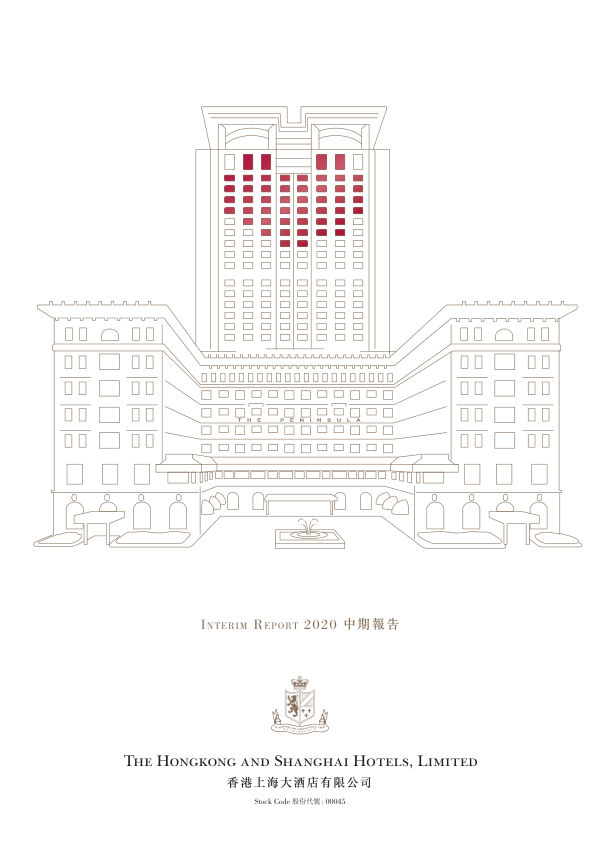 THE PENINSULA
INTERIM REPORT 2020 中期報告
THE HONGKONG AND SHANGHAI HOTELS, LIMITED
香港上海大酒店有限公司
Stock Code 股份代號 : 00045